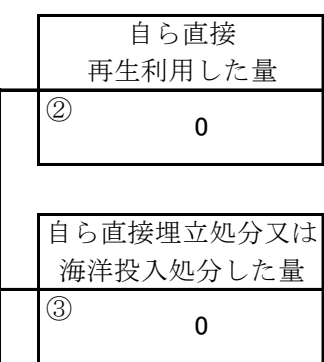 自ら直接
再生利用した量
②
0
自ら直接埋立処分又は
海洋投入処分した量
③
0